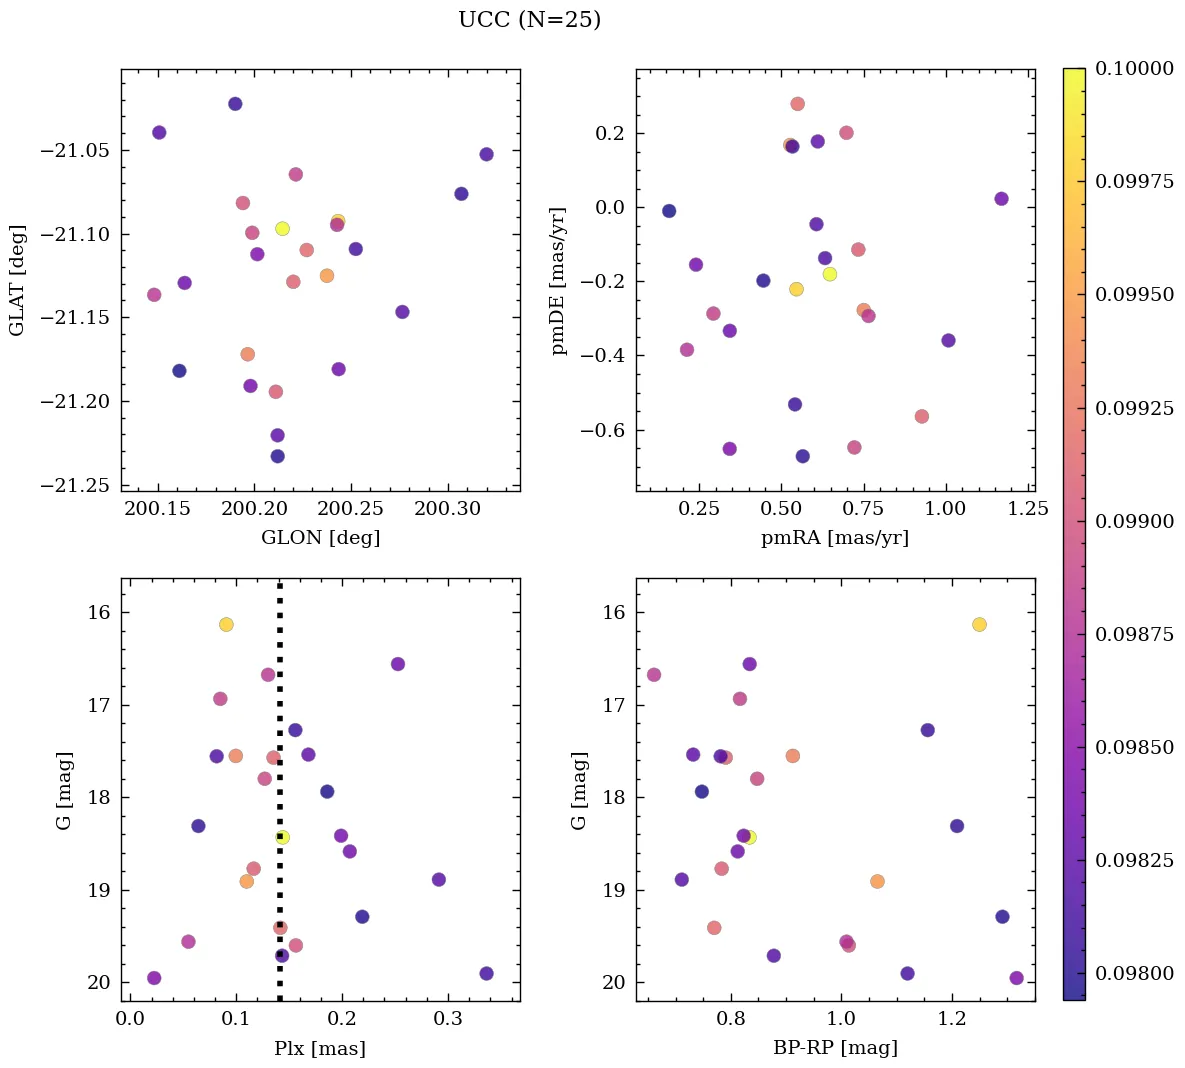 UCC (N=25)
GLAT [deg]
−21.05
−21.10
−21.15
−21.20
−21.25
200.15 200.20 200.25 200.30
GLON [deg]
pmDE [mas/yr]
0.2
0.0
−0.2
−0.4
−0.6
0.25 0.50 0.75 1.00 1.25
pmRA [mas/yr]
G [mag]
16
17
18
19
20
0.0 0.1 0.2 0.3
Plx [mas]
G [mag]
16
17
18
19
20
0.8 1.0 1.2
BP-RP [mag]
0.10000
0.09975
0.09950
0.09925
0.09900
0.09875
0.09850
0.09825
0.09800